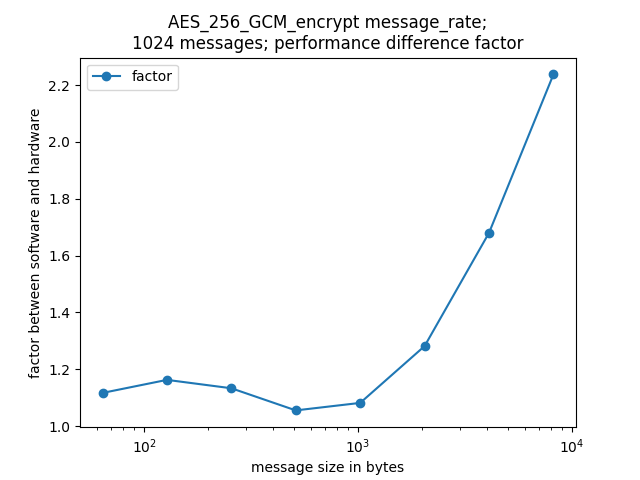 AES_256_GCM_encrypt message_rate;
1024 messages; performance difference factor
factor
factor between software and hardware
2.2
2.0
1.8
1.6
1.4
1.2
1.0
10²
10³
10⁴
message size in bytes